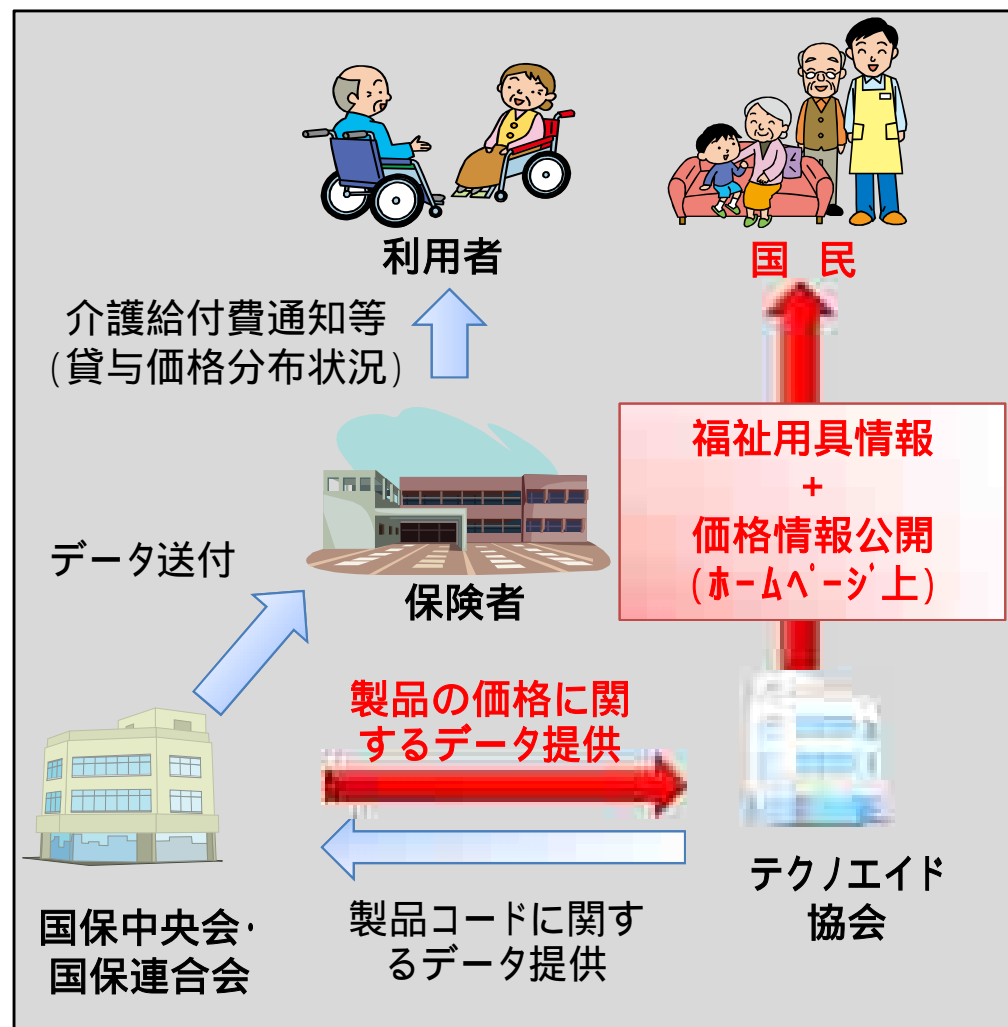 利用者
国 民
介護給付費通知等
(貸与価格分布状況)
福祉用具情報
+
価格情報公開
(ﾎｰﾑﾍﾟｰｼﾞ上)
データ送付
保険者
製品の価格に関
するデータ提供
テクノエイド
協会
製品コードに関す
るデータ提供
国保中央会・
国保連合会